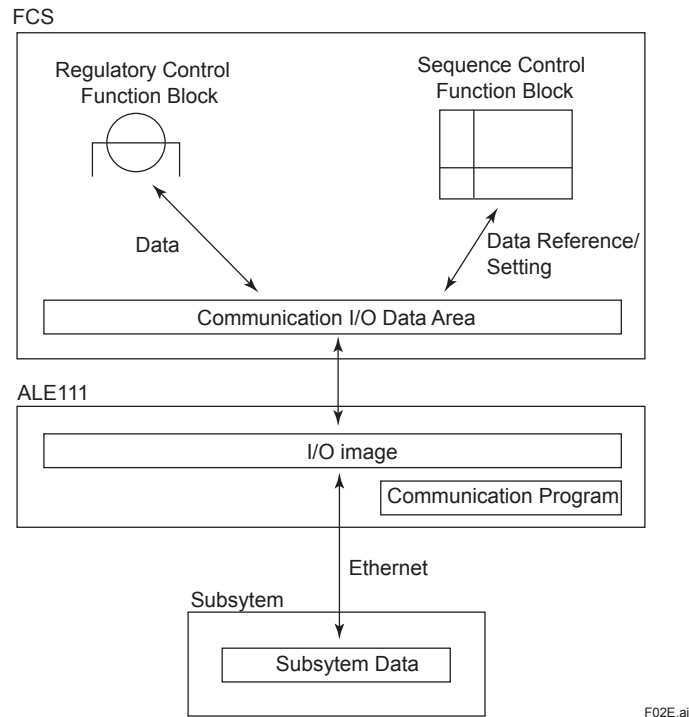 FCS
Regulatory Control
Function Block
Sequence Control
Function Block
Data
Data Reference/
Setting
Communication I/O Data Area
ALE111
I/O image
Communication Program
Ethernet
Subsytem
Subsytem Data
F02E.ai